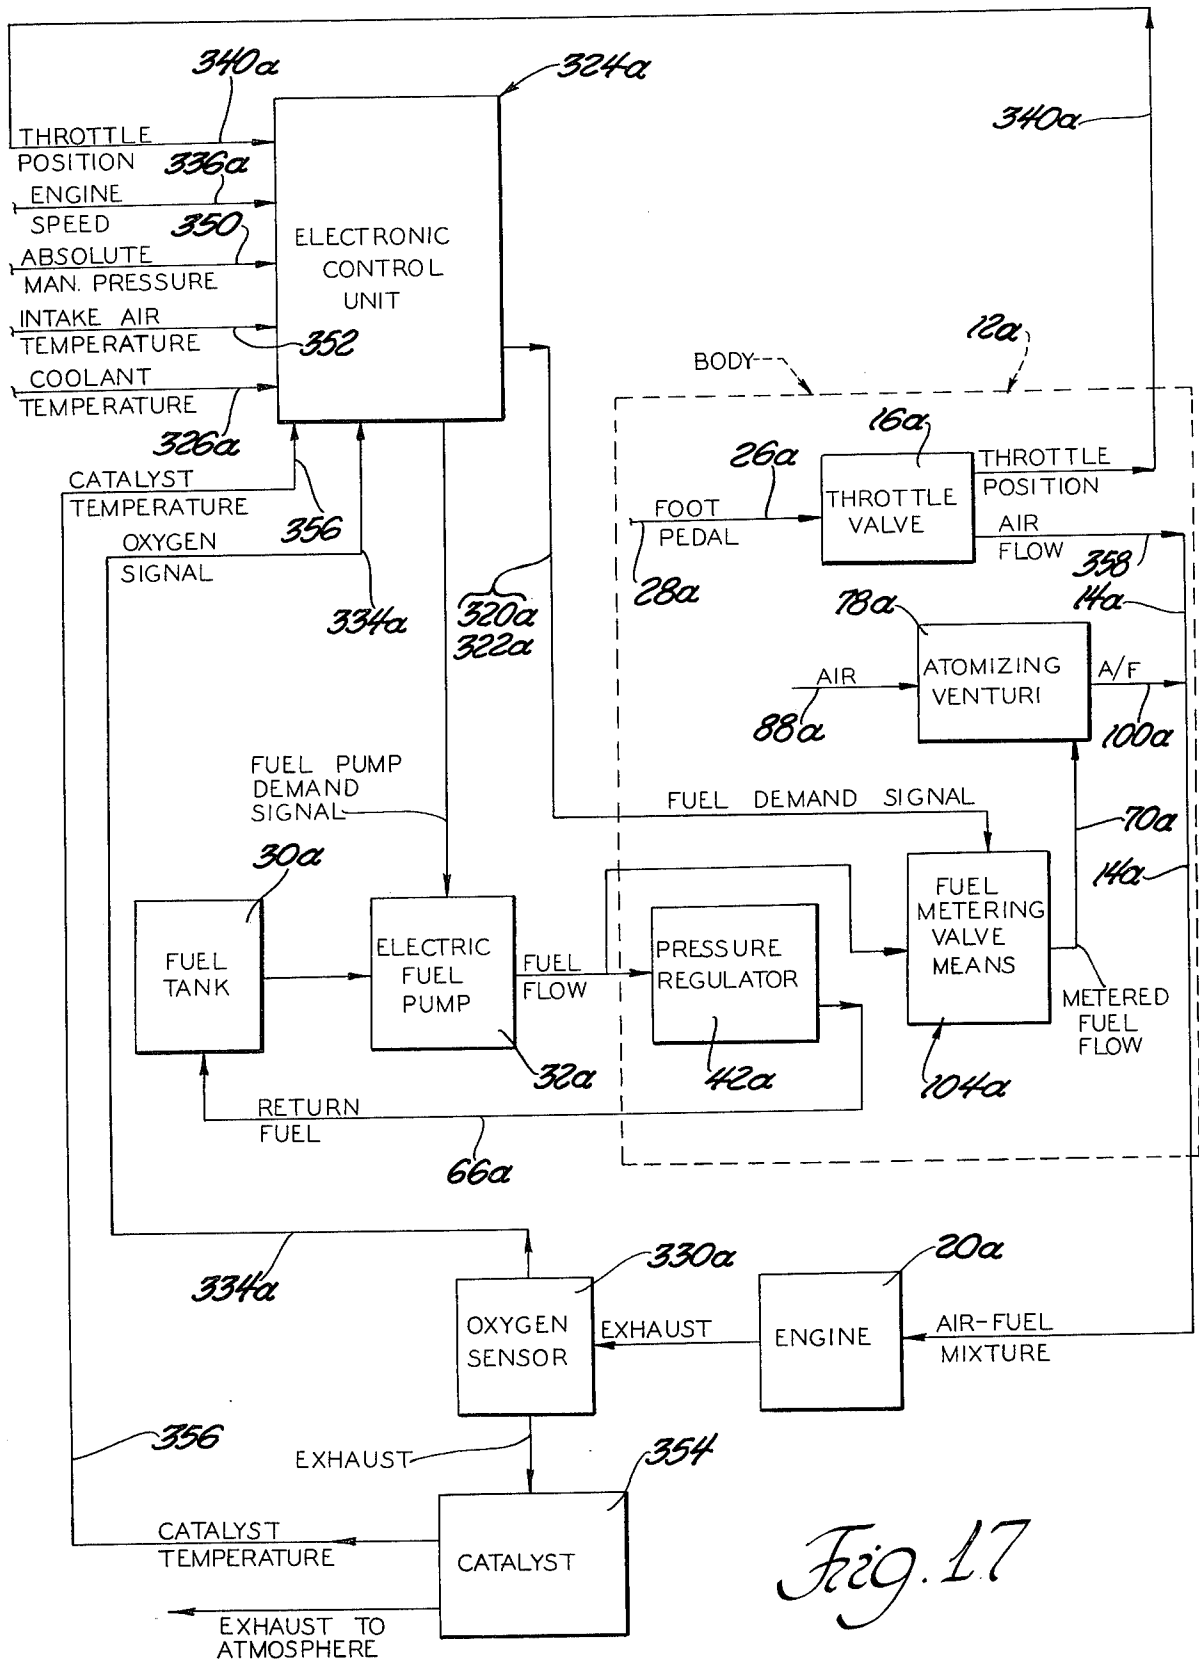 340a
324a
THROTTLE
POSITION
336a
340a
ENGINE
SPEED
350
ABSOLUTE
MAN. PRESSURE
ELECTRONIC
CONTROL
UNIT
INTAKE AIR
TEMPERATURE
352
COOLANT
TEMPERATURE
326a
12a
BODY
16a
26a
THROTTLE
POSITION
CATALYST
TEMPERATURE
356
THROTTLE
VALVE
FOOT
PEDAL
28a
AIR
FLOW
358
OXYGEN
SIGNAL
334a
320a
322a
14a
78a
ATOMIZING
VENTURI
AIR
88a
A/F
100a
FUEL PUMP
DEMAND
SIGNAL
FUEL DEMAND SIGNAL
70a
14a
30a
FUEL
TANK
ELECTRIC
FUEL
PUMP
32a
FUEL
FLOW
PRESSURE
REGULATOR
42a
FUEL
METERING
VALVE
MEANS
104a
METERED
FUEL
FLOW
RETURN
FUEL
66a
334a
330a
20a
OXYGEN
SENSOR
EXHAUST
ENGINE
AIR-FUEL
MIXTURE
356
EXHAUST
354
CATALYST
TEMPERATURE
CATALYST
EXHAUST TO
ATMOSPHERE
Fig. 17